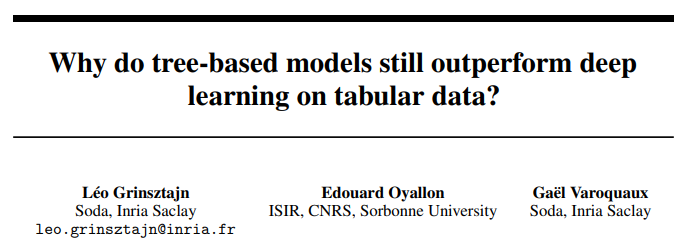 Why do tree-based models still outperform deep
learning on tabular data?
Léo Grinsztajn
Soda, Inria Saclay
leo.grinsztajn@inria.fr
Edouard Oyallon
ISIR, CNRS, Sorbonne University
Gaël Varoquaux
Soda, Inria Saclay